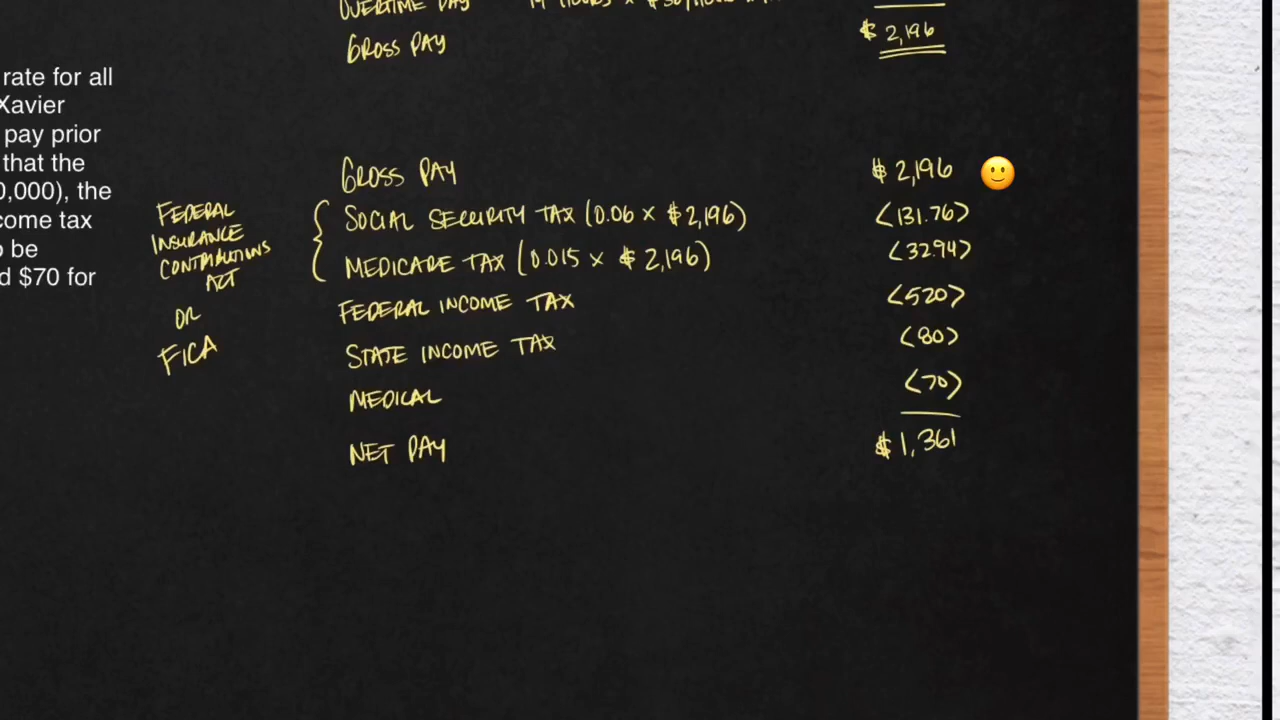 OVERTIME PAY
GROSS PAY $ 2,196
rate for all
Xavier
pay prior
that the
0,000), the
come tax
be
d $70 for
GROSS PAY $ 2,196
SOCIAL SECURITY TAX (0.06 x $2,196) <131.76>
MEDICARE TAX (0.015 x $ 2,196) <32.94>
FEDERAL INCOME TAX <520>
STATE INCOME TAX <80>
MEDICAL <70>
NET PAY $ 1,361
FEDERAL
INSURANCE
CONTRIBUTIONS
ACT
OR
FICA